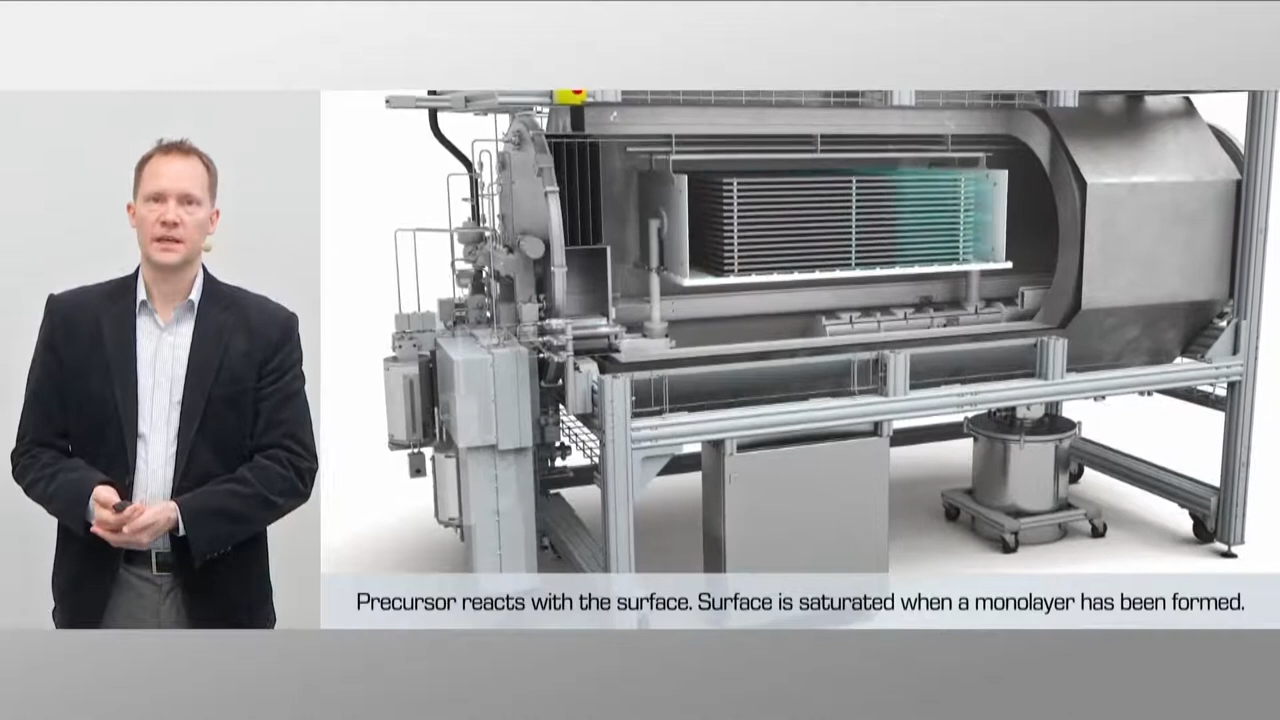 Precursor reacts with the surface. Surface is saturated when a monolayer has been formed.